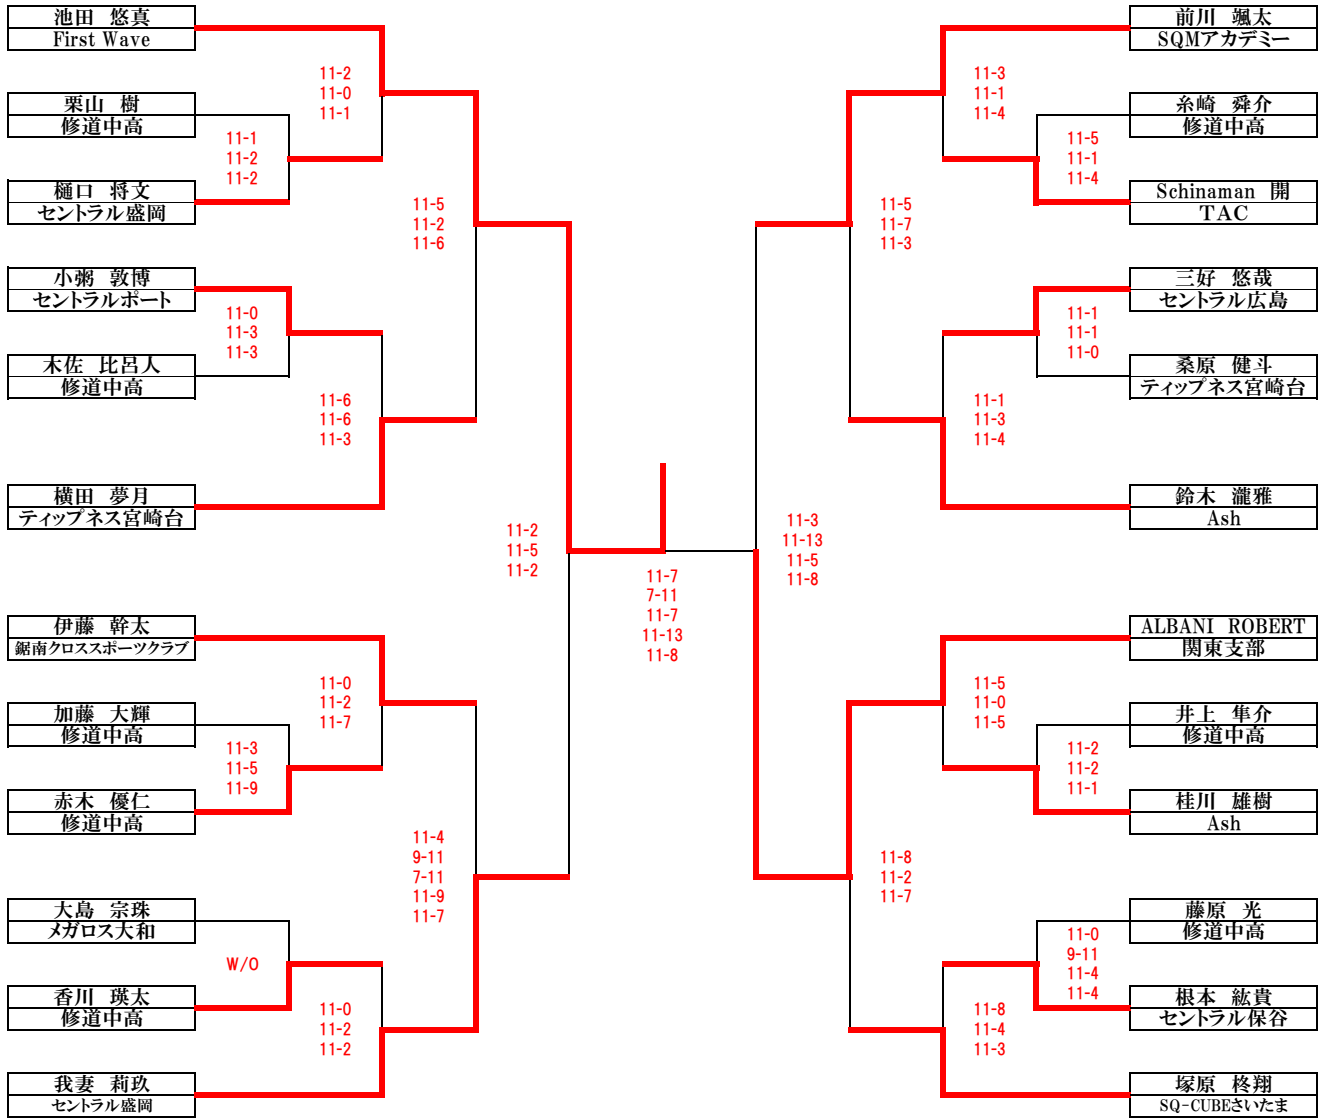 池田 悠真
First Wave
栗山 樹
修道中高
樋口 将文
セントラル盛岡
小粥 敦博
セントラルポート
木佐 比呂人
修道中高
横田 夢月
ティップネス宮崎台
伊藤 幹太
鋸南クロススポーツクラブ
加藤 大輝
修道中高
赤木 優仁
修道中高
大島 宗珠
メガロス大和
香川 瑛太
修道中高
我妻 莉玖
セントラル盛岡
11-2
11-0
11-1
11-1
11-2
11-2
11-5
11-2
11-6
11-0
11-3
11-3
11-6
11-6
11-3
11-2
11-5
11-2
11-0
11-2
11-7
11-3
11-5
11-9
11-4
9-11
7-11
11-9
11-7
W/O
11-0
11-2
11-2
11-7
7-11
11-7
11-13
11-8
11-3
11-13
11-5
11-8
11-3
11-1
11-4
11-5
11-1
11-4
11-5
11-7
11-3
11-1
11-1
11-0
11-1
11-3
11-4
11-5
11-0
11-5
11-2
11-2
11-1
11-8
11-2
11-7
11-0
9-11
11-4
11-4
11-8
11-4
11-3
前川 颯太
SQMアカデミー
糸崎 舜介
修道中高
Schinaman 開
TAC
三好 悠哉
セントラル広島
桑原 健斗
ティップネス宮崎台
鈴木 瀧雅
Ash
ALBANI ROBERT
関東支部
井上 隼介
修道中高
桂川 雄樹
Ash
藤原 光
修道中高
根本 紘貴
セントラル保谷
塚原 柊翔
SQ-CUBEさいたま